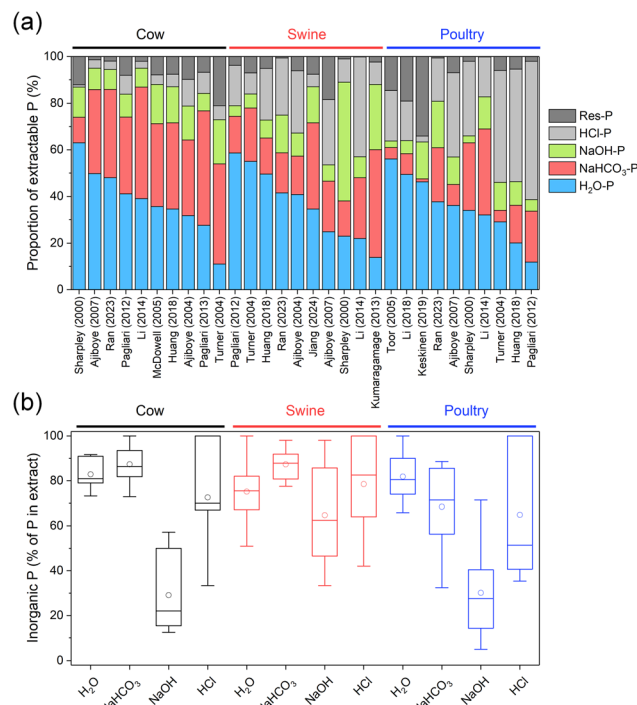 (a)
Cow
Swine
Poultry
Proportion of extractable P (%)
100
80
60
40
20
0
Res-P
HCl-P
NaOH-P
NaHCO₃-P
H₂O-P
Sharpley (2000)
Ajiboye (2007)
Ran (2023)
Pagliari (2012)
Li (2014)
McDowell (2005)
Huang (2018)
Ajiboye (2004)
Pagliari (2013)
Turner (2004)
Pagliari (2012)
Turner (2004)
Huang (2018)
Ran (2023)
Ajiboye (2004)
Jiang (2024)
Ajiboye (2007)
Sharpley (2000)
Li (2014)
Kumaragamage (2013)
Toor (2005)
Li (2018)
Keskinen (2019)
Ran (2023)
Ajiboye (2007)
Sharpley (2000)
Li (2014)
Turner (2004)
Huang (2018)
Pagliari (2012)
(b)
Cow
Swine
Poultry
Inorganic P (% of P in extract)
100
80
60
40
20
0
H₂O
NaHCO₃
NaOH
HCl
H₂O
NaHCO₃
NaOH
HCl
H₂O
NaHCO₃
NaOH
HCl